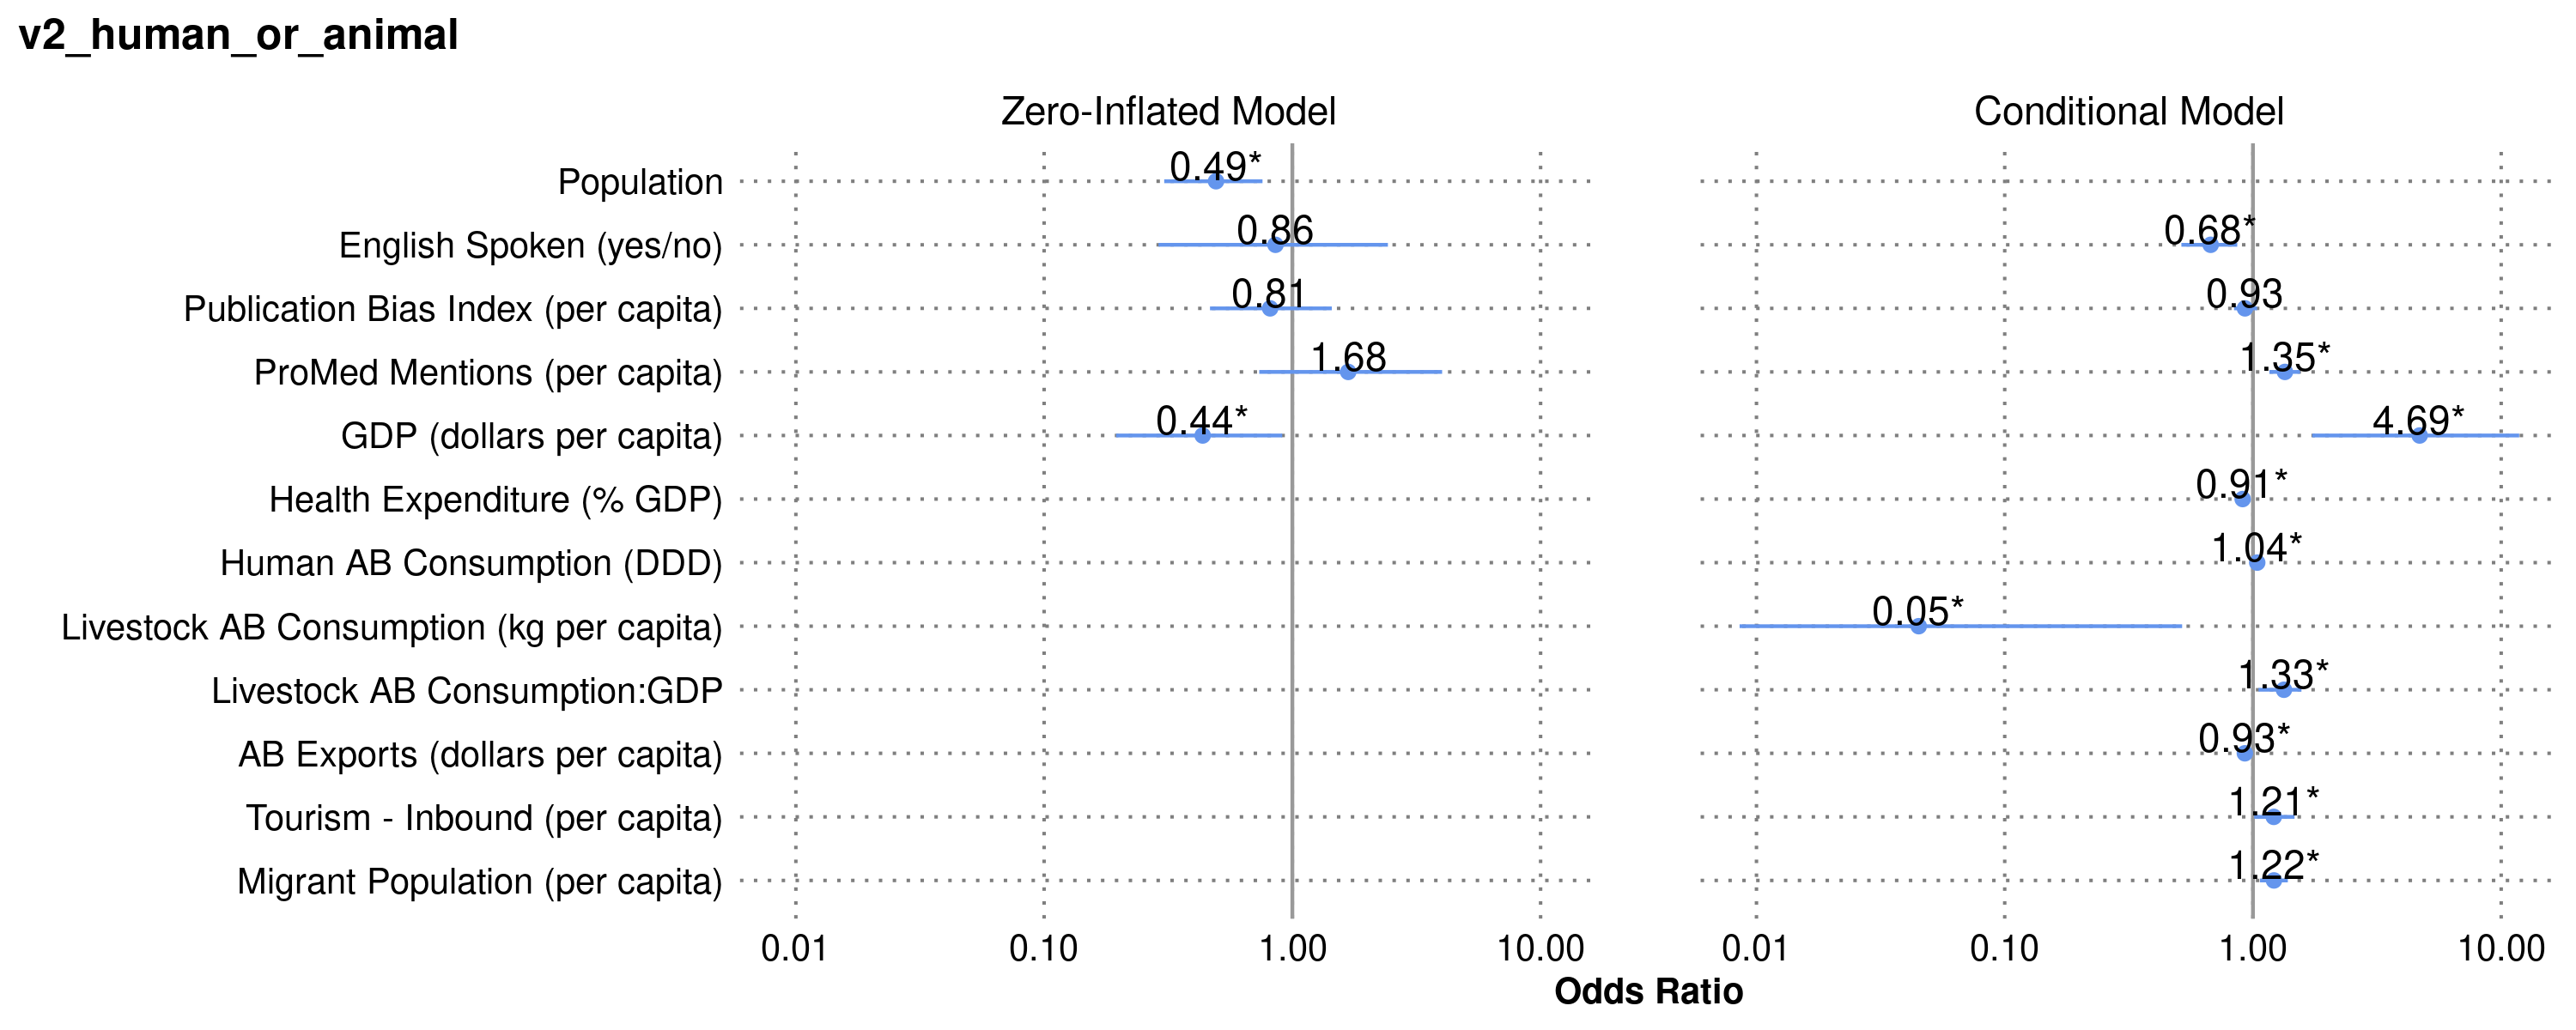 v2_human_or_animal
Zero-Inflated Model Conditional Model
Population 0.49*
English Spoken (yes/no) 0.86 0.68*
Publication Bias Index (per capita) 0.81 0.93
ProMed Mentions (per capita) 1.68 1.35*
GDP (dollars per capita) 0.44* 4.69*
Health Expenditure (% GDP) 0.91*
Human AB Consumption (DDD) 1.04*
Livestock AB Consumption (kg per capita) 0.05*
Livestock AB Consumption:GDP 1.33*
AB Exports (dollars per capita) 0.93*
Tourism - Inbound (per capita) 1.21*
Migrant Population (per capita) 1.22*
0.01 0.10 1.00 10.00 0.01 0.10 1.00 10.00
Odds Ratio